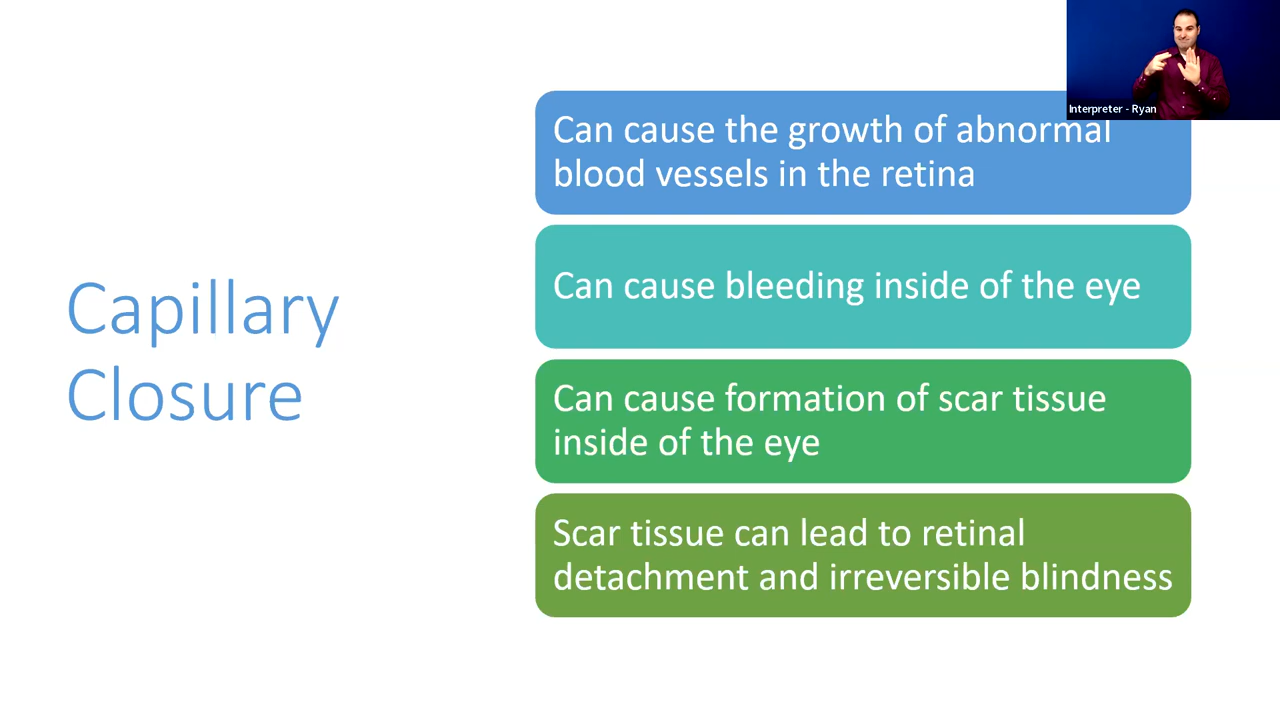 Interpreter - Ryan
Can cause the growth of abnormal
blood vessels in the retina
Can cause bleeding inside of the eye
Capillary
Closure
Can cause formation of scar tissue
inside of the eye
Scar tissue can lead to retinal
detachment and irreversible blindness